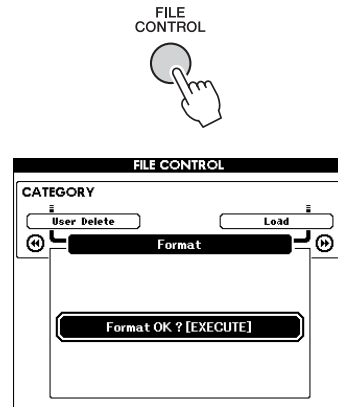 FILE
CONTROL
FILE CONTROL
CATEGORY
User Delete Load
Format
Format OK ? [EXECUTE]